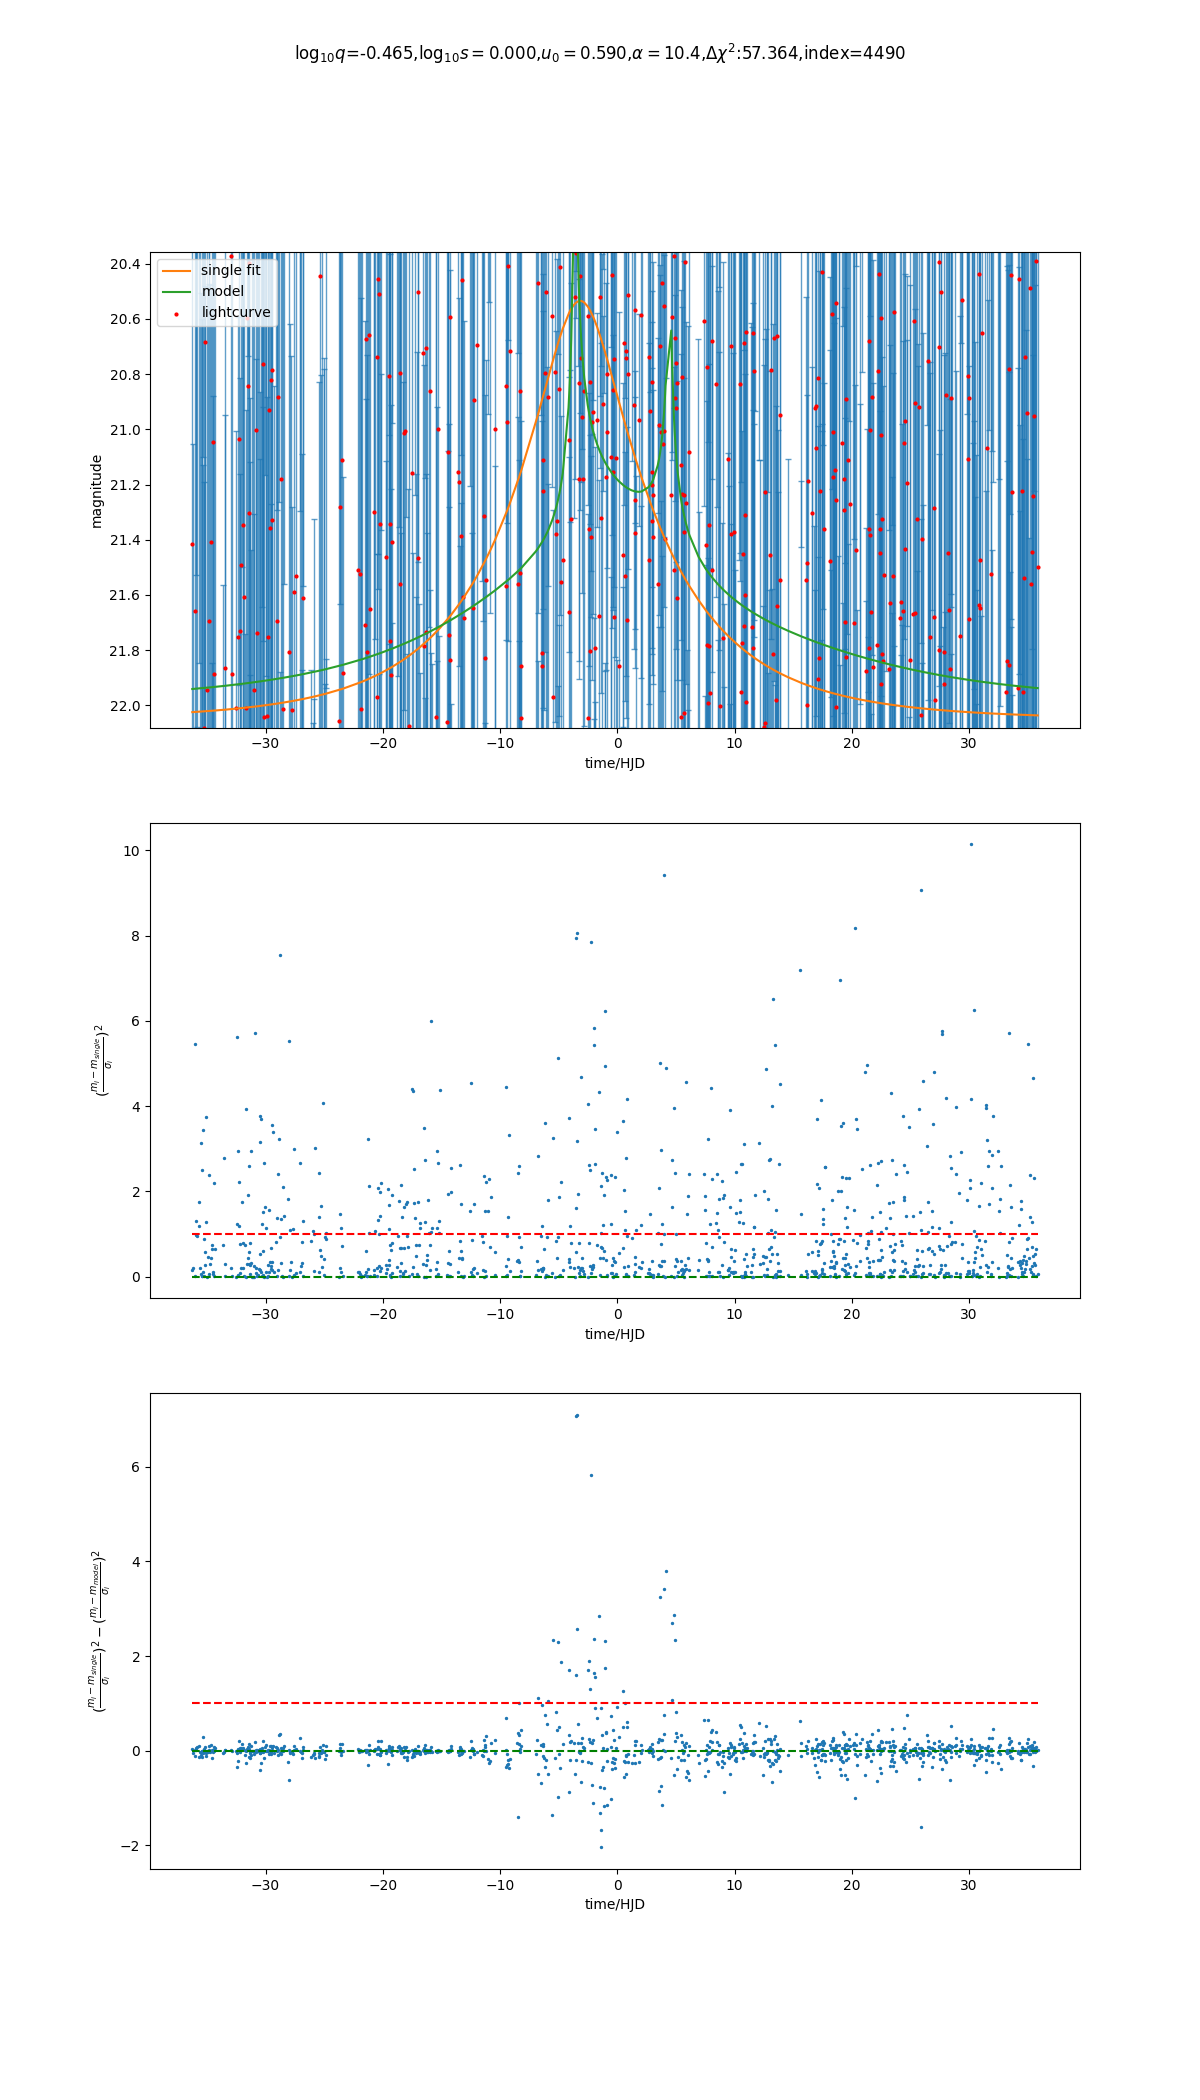 log₁₀q=-0.465,log₁₀s = 0.000,u₀ = 0.590,α = 10.4,Δχ²:57.364,index=4490
single fit
model
lightcurve
magnitude
20.4
20.6
20.8
21.0
21.2
21.4
21.6
21.8
22.0
−30 −20 −10 0 10 20 30
time/HJD
(m_i − m_single / σ_i)²
10
8
6
4
2
0
−30 −20 −10 0 10 20 30
time/HJD
(m_i − m_single / σ_i)² − (m_i − m_model / σ_i)²
6
4
2
0
−2
−30 −20 −10 0 10 20 30
time/HJD